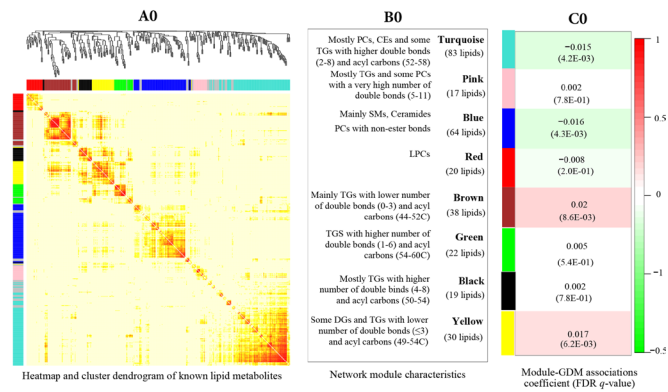 A0
B0
C0
Mostly PCs, CEs and some
TGs with higher double bonds
(2-8) and acyl carbons (52-58)
Turquoise
(83 lipids)
−0.015
(4.2E-03)
Mostly TGs and some PCs
with a very high number of
double bonds (5-11)
Pink
(17 lipids)
0.002
(7.8E-01)
Mainly SMs, Ceramides
PCs with non-ester bonds
Blue
(64 lipids)
−0.016
(4.3E-03)
LPCs
Red
(20 lipids)
−0.008
(2.0E-01)
Mainly TGs with lower number
of double bonds (0-3) and acyl
carbons (44-52C)
Brown
(38 lipids)
0.02
(8.6E-03)
TGS with higher number of
double bonds (1-6) and acyl
carbons (54-60C)
Green
(22 lipids)
0.005
(5.4E-01)
Mostly TGs with higher
number of double binds (4-8)
and acyl carbons (50-54)
Black
(19 lipids)
0.002
(7.8E-01)
Some DGs and TGs with lower
number of double bonds (≤3)
and acyl carbons (49-54C)
Yellow
(30 lipids)
0.017
(6.2E-03)
1
0.5
0
−1
−0.5
Heatmap and cluster dendrogram of known lipid metabolites
Network module characteristics
Module-GDM associations
coefficient (FDR q-value)